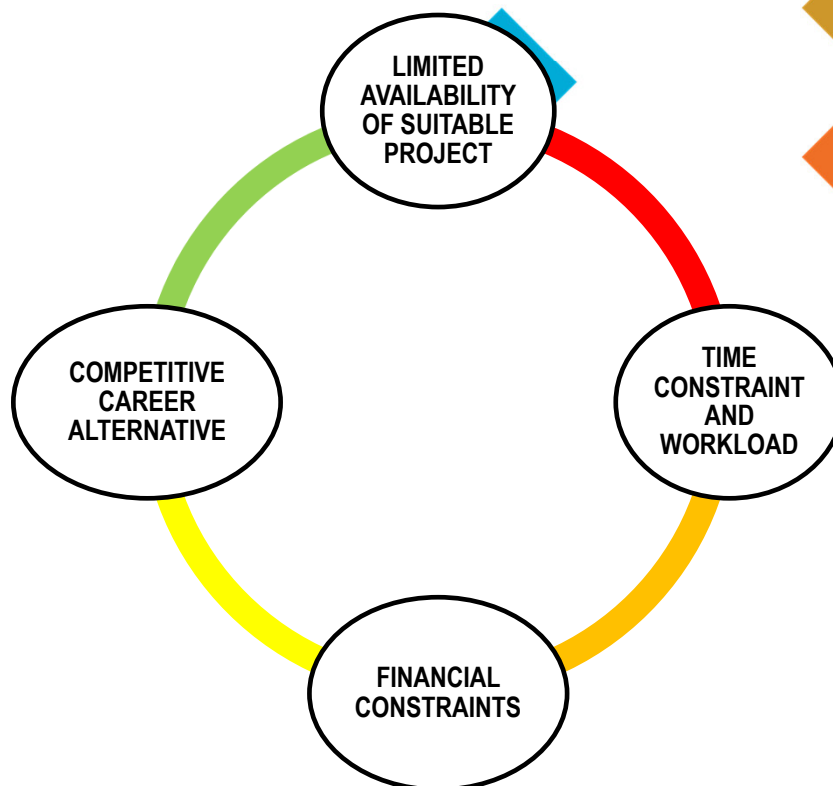 LIMITED
AVAILABILITY
OF SUITABLE
PROJECT
TIME
CONSTRAINT
AND
WORKLOAD
FINANCIAL
CONSTRAINTS
COMPETITIVE
CAREER
ALTERNATIVE